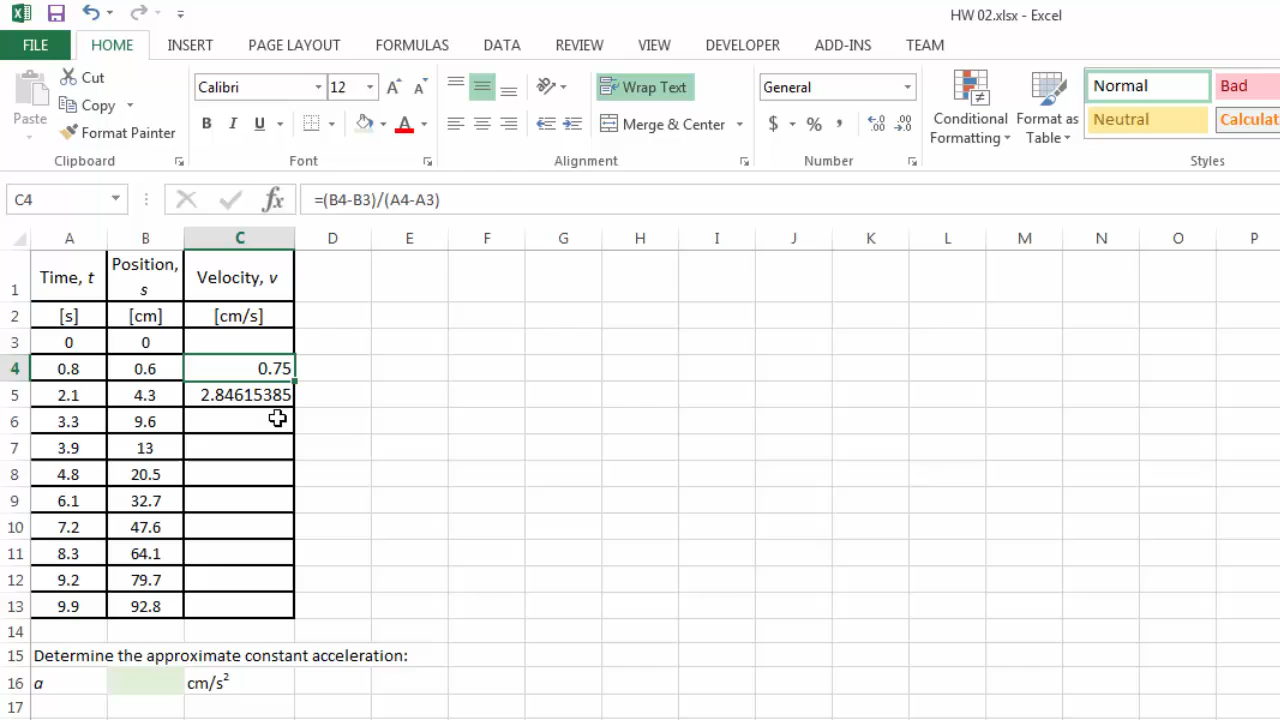 HW 02.xlsx - Excel
FILE HOME INSERT PAGE LAYOUT FORMULAS DATA REVIEW VIEW DEVELOPER ADD-INS TEAM
Paste
Cut
Copy
Format Painter
Clipboard
Calibri 12
B I U A
Font
Wrap Text
Merge & Center
Alignment
General
$ % ,
Number
Conditional Formatting
Format as Table
Normal Bad
Neutral Calculat
Styles
C4 fx =(B4-B3)/(A4-A3)
A B C D E F G H I J K L M N O P
1 Time, t Position, s Velocity, v
2 [s] [cm] [cm/s]
3 0 0
4 0.8 0.6 0.75
5 2.1 4.3 2.84615385
6 3.3 9.6
7 3.9 13
8 4.8 20.5
9 6.1 32.7
10 7.2 47.6
11 8.3 64.1
12 9.2 79.7
13 9.9 92.8
14
15 Determine the approximate constant acceleration:
16 a cm/s²
17